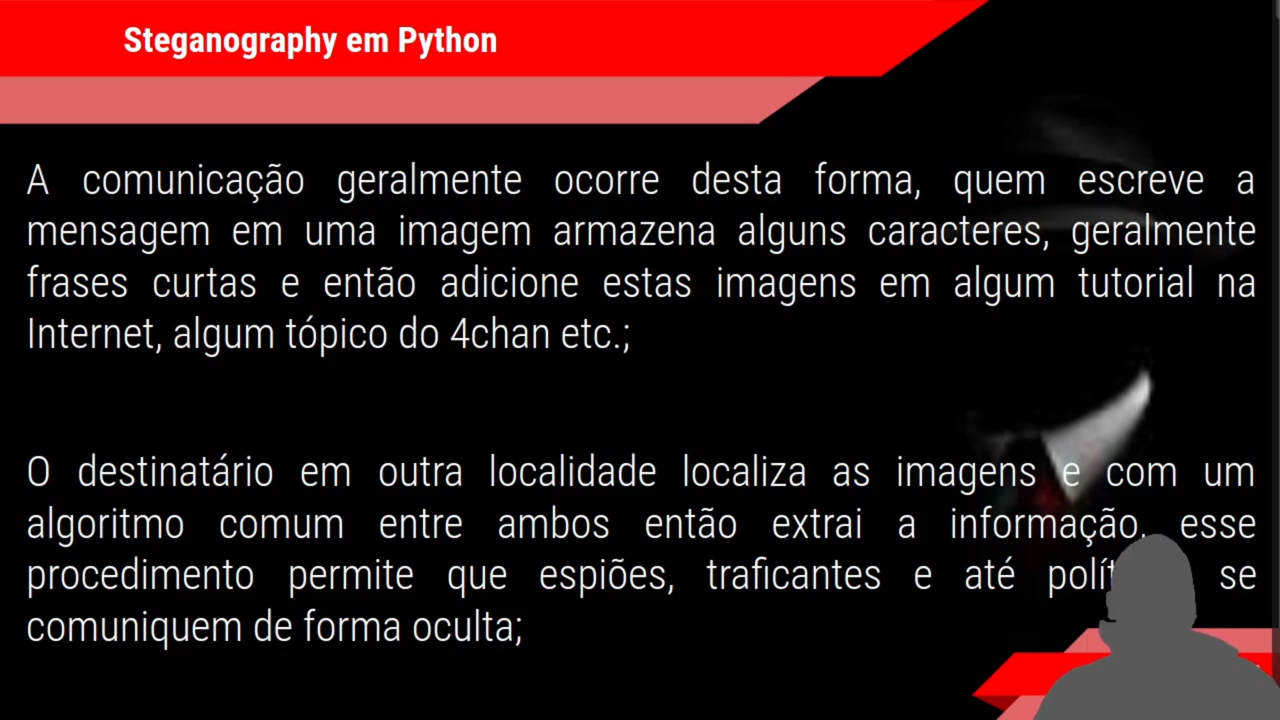 Steganography em Python
A comunicação geralmente ocorre desta forma, quem escreve a
mensagem em uma imagem armazena alguns caracteres, geralmente
frases curtas e então adicione estas imagens em algum tutorial na
Internet, algum tópico do 4chan etc.;
O destinatário em outra localidade localiza as imagens e com um
algoritmo comum entre ambos então extrai a informação, esse
procedimento permite que espiões, traficantes e até se
comuniquem de forma oculta;